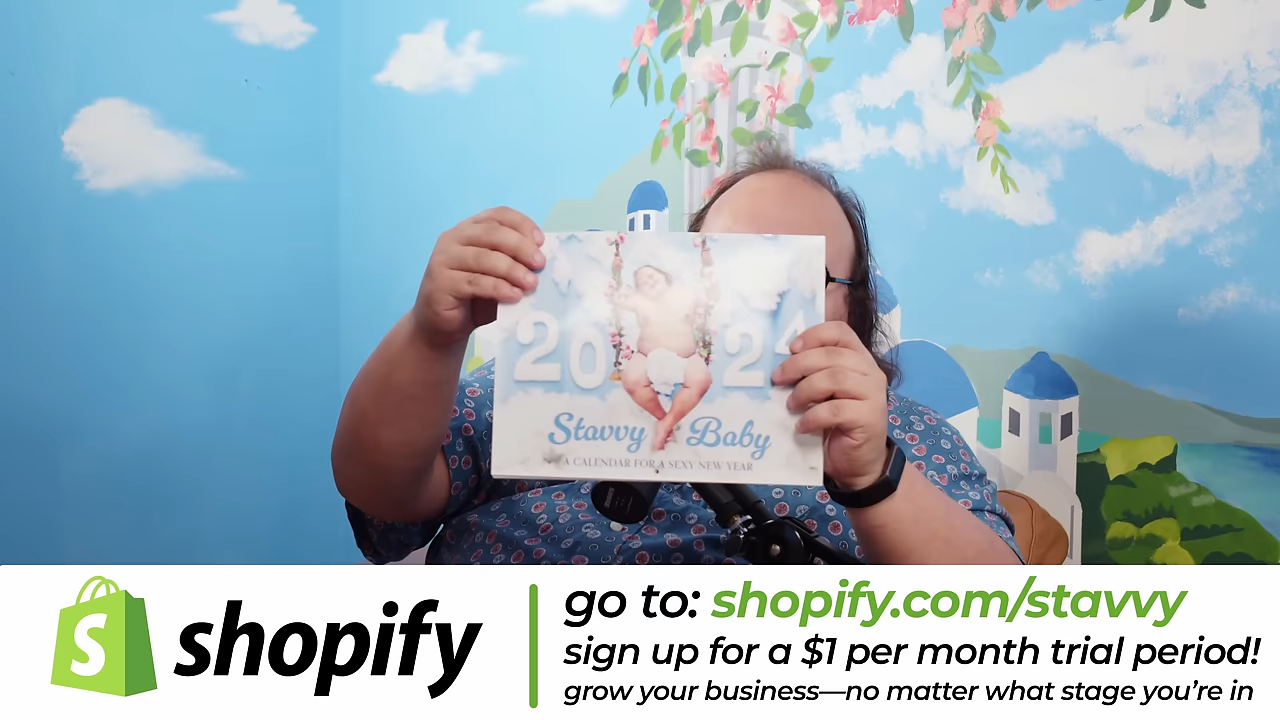 2024
Stavvy Baby
A CALENDAR FOR A SEXY NEW YEAR
S shopify
go to: shopify.com/stavvy
sign up for a $1 per month trial period!
grow your business—no matter what stage you're in